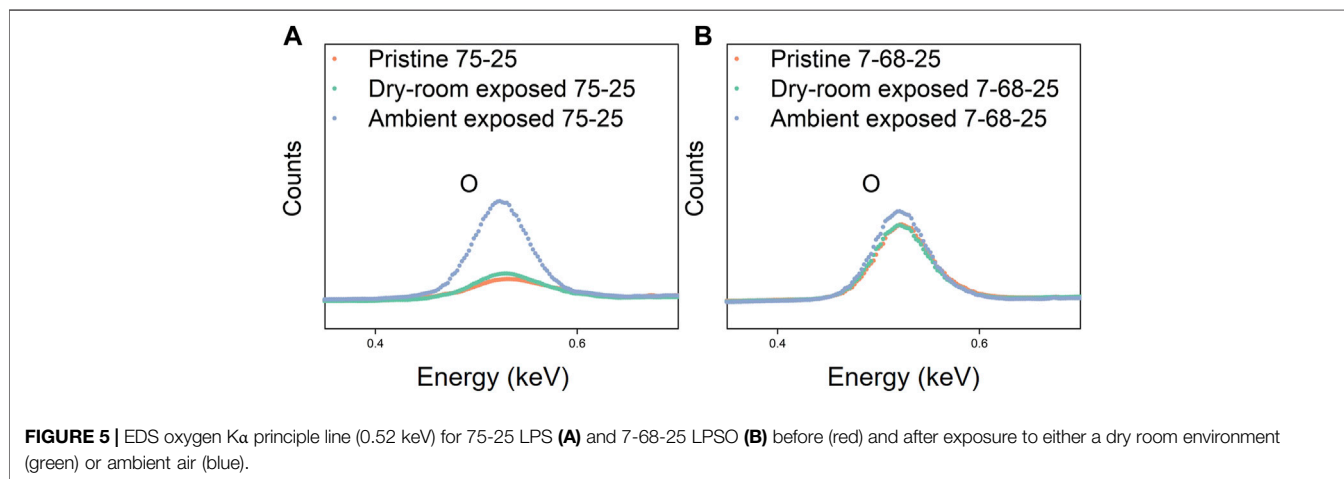 A
Pristine 75-25
Dry-room exposed 75-25
Ambient exposed 75-25
O
Counts
0.4
0.6
Energy (keV)
B
Pristine 7-68-25
Dry-room exposed 7-68-25
Ambient exposed 7-68-25
O
Counts
0.4
0.6
Energy (keV)
FIGURE 5 | EDS oxygen Kα principle line (0.52 keV) for 75-25 LPS (A) and 7-68-25 LPSO (B) before (red) and after exposure to either a dry room environment
(green) or ambient air (blue).